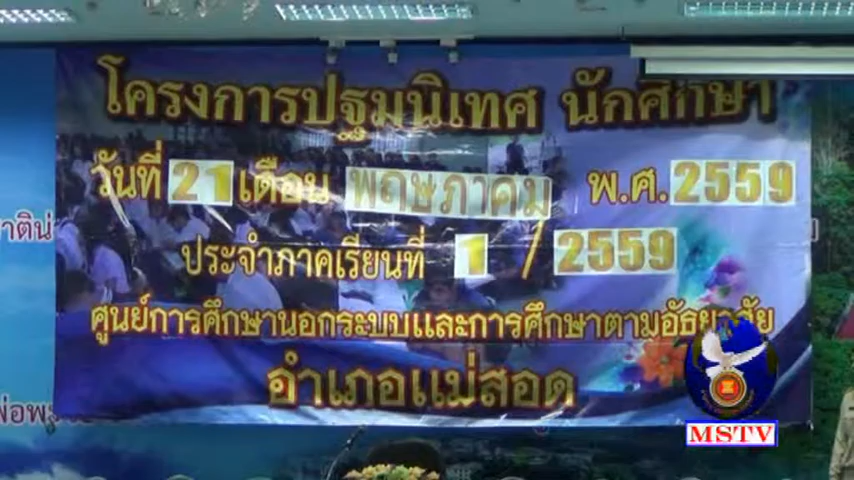 โครงการปฐมนิเทศ นักศึกษา
วันที่ 21 เดือน พฤษภาคม พ.ศ. 2559
ประจำภาคเรียนที่ 1 / 2559
ศูนย์การศึกษานอกระบบและการศึกษาตามอัธยาศัย
อำเภอแม่สอด
MSTV